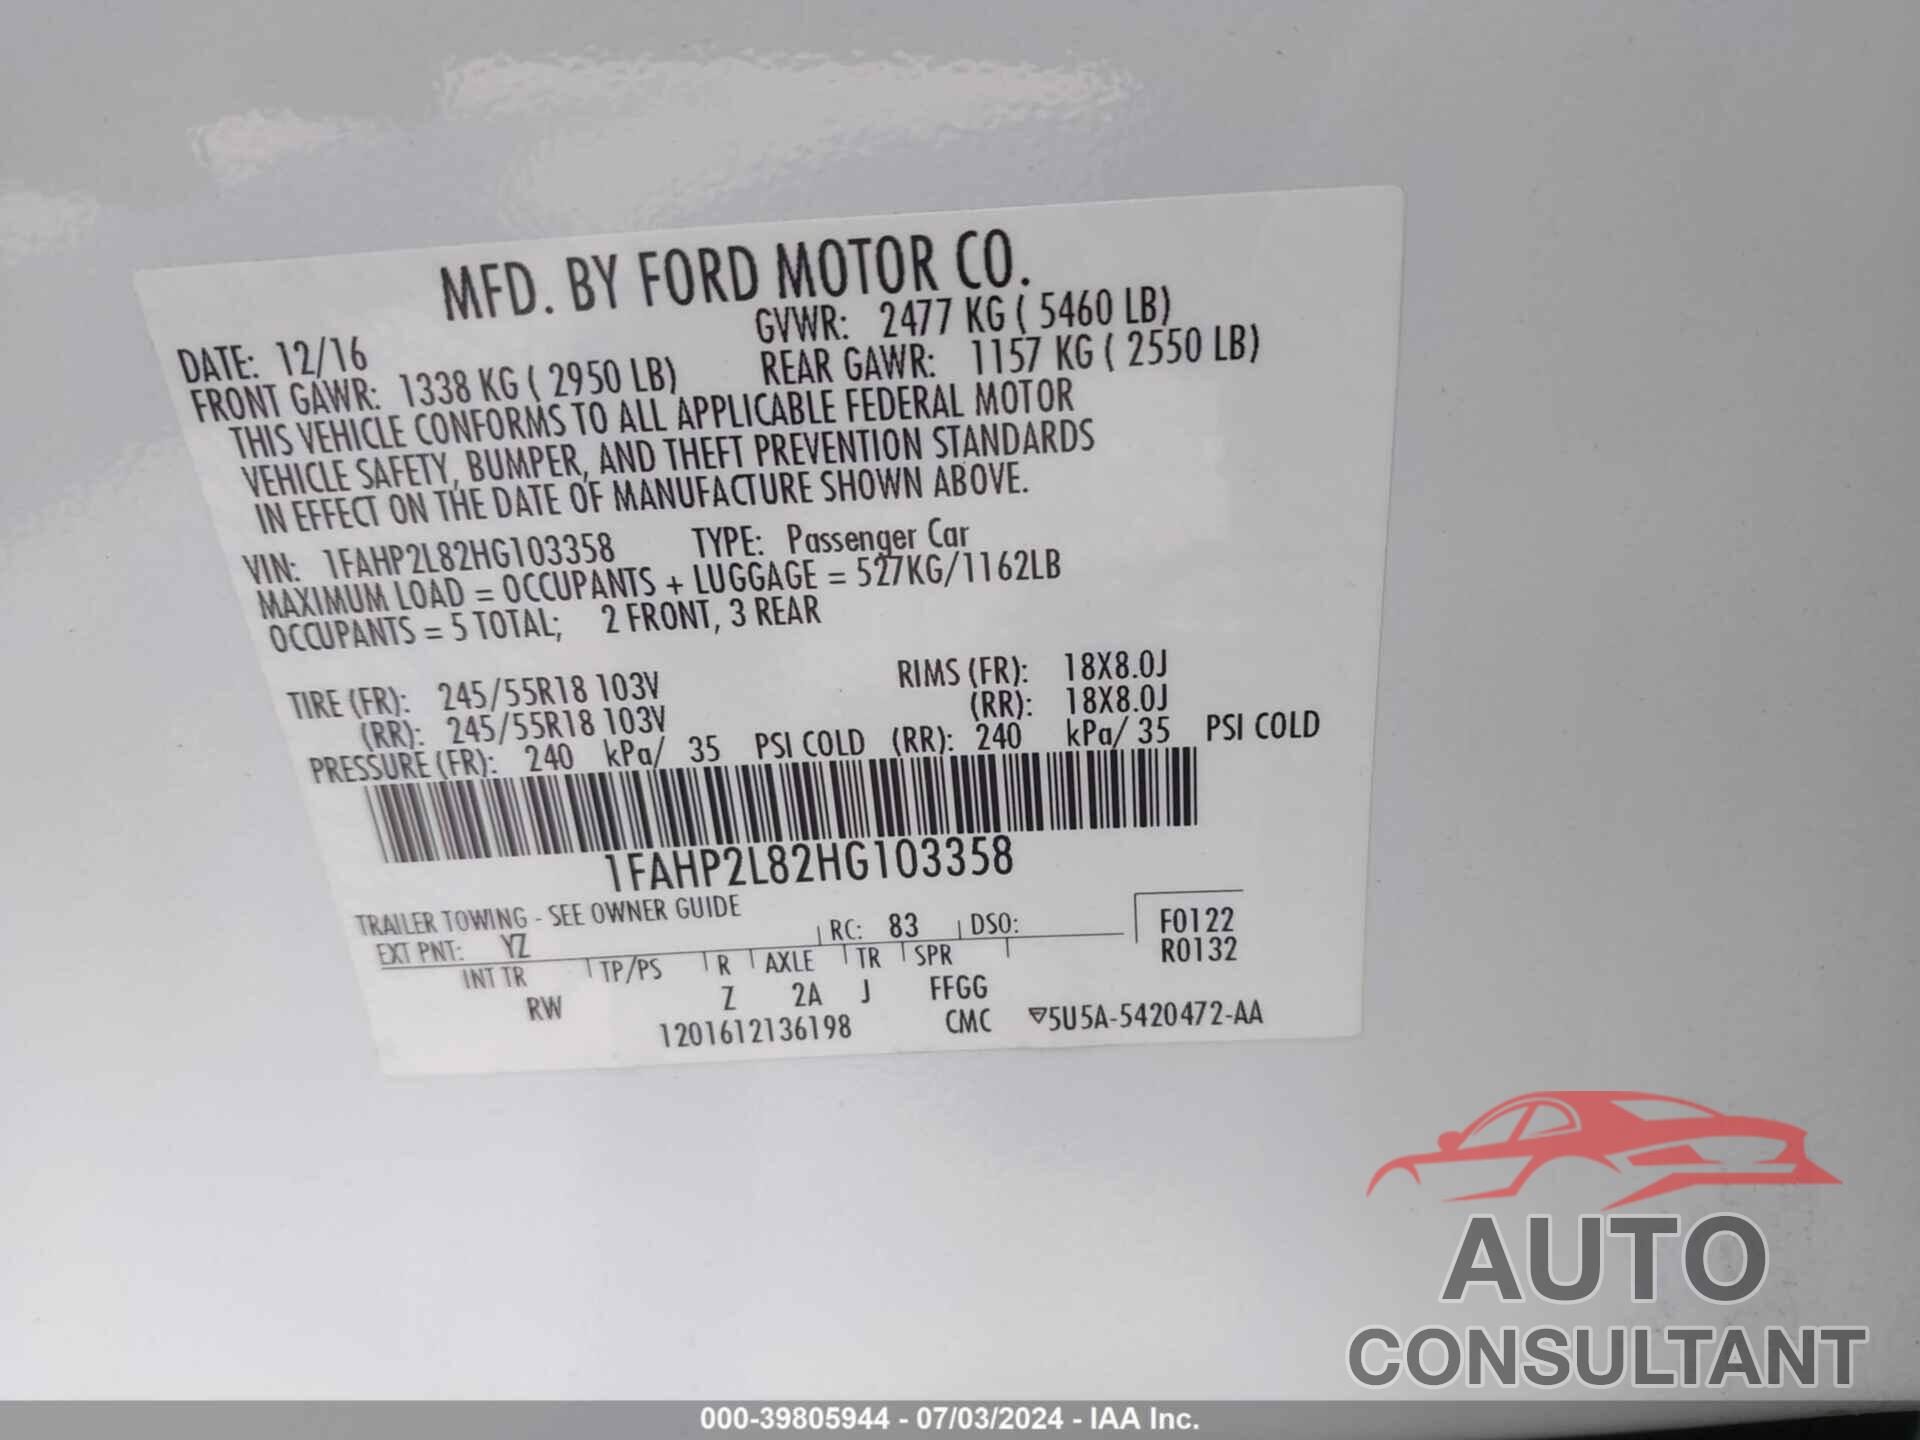 MFD. BY FORD MOTOR CO.
DATE: 12/16 GVWR: 2477 KG ( 5460 LB)
FRONT GAWR: 1338 KG ( 2950 LB) REAR GAWR: 1157 KG ( 2550 LB)
THIS VEHICLE CONFORMS TO ALL APPLICABLE FEDERAL MOTOR
VEHICLE SAFETY, BUMPER, AND THEFT PREVENTION STANDARDS
IN EFFECT ON THE DATE OF MANUFACTURE SHOWN ABOVE.
VIN: 1FAHP2L82HG103358 TYPE: Passenger Car
MAXIMUM LOAD = OCCUPANTS + LUGGAGE = 527KG/1162LB
OCCUPANTS = 5 TOTAL; 2 FRONT, 3 REAR
TIRE (FR): 245/55R18 103V RIMS (FR): 18X8.0J
(RR): 245/55R18 103V (RR): 18X8.0J
PRESSURE (FR): 240 kPa/ 35 PSI COLD (RR): 240 kPa/ 35 PSI COLD
1FAHP2L82HG103358
TRAILER TOWING - SEE OWNER GUIDE
EXT PNT: YZ RC: 83 DSO: F0122
R0132
INT TR TP/PS R AXLE TR SPR
RW Z 2A J FFGG
1201612136198 CMC 5U5A-5420472-AA
AUTO
CONSULTANT
000-39805944 - 07/03/2024 - IAA Inc.